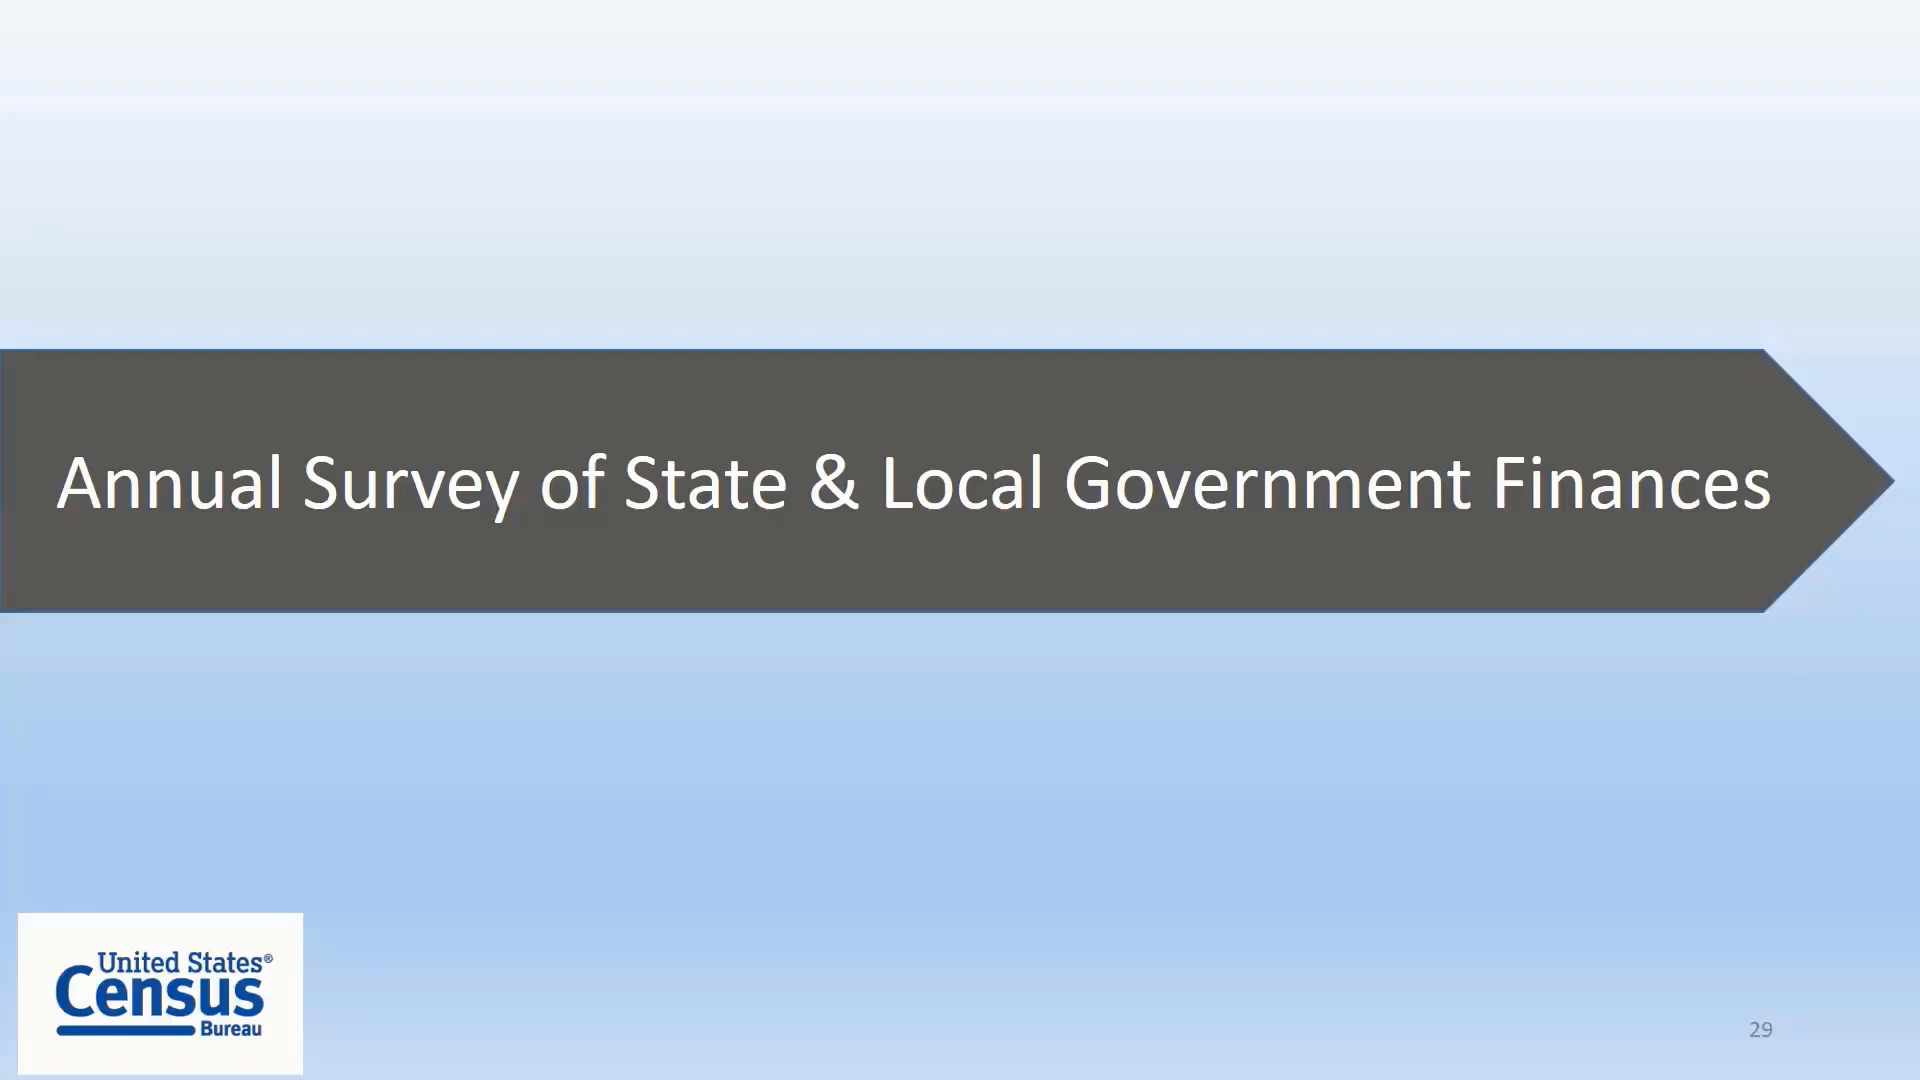 Annual Survey of State & Local Government Finances
United States®
Census
Bureau
29